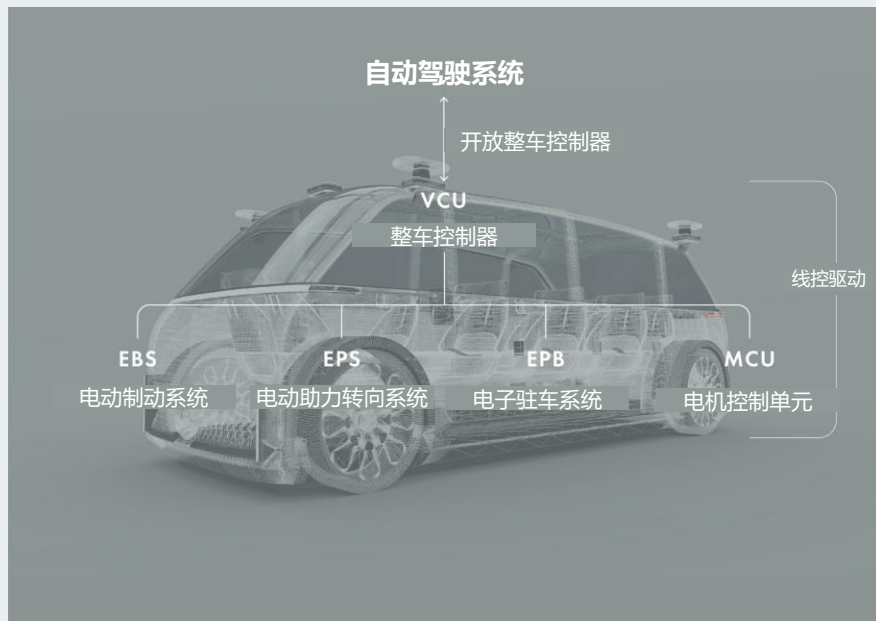 自动驾驶系统
开放整车控制器
VCU
整车控制器
线控驱动
EBS
EPS
EPB
MCU
电动制动系统
电动助力转向系统
电子驻车系统
电机控制单元